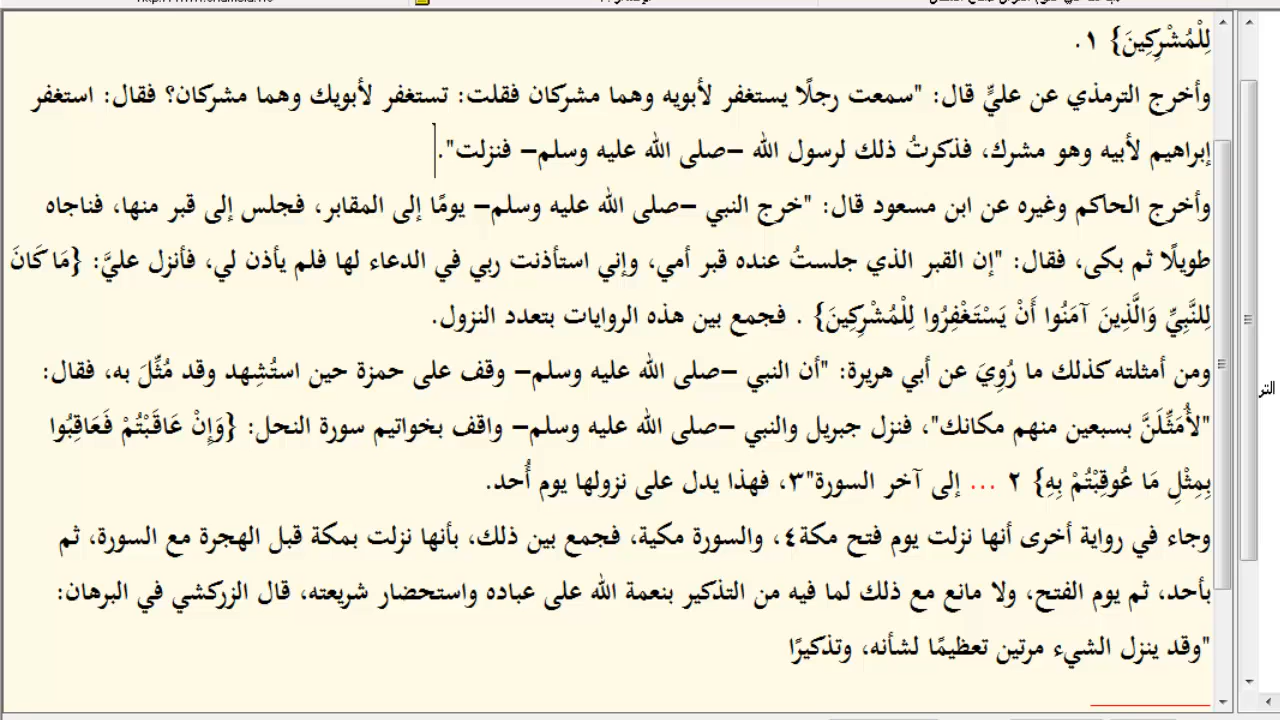 لِلْمُشْرِكِينَ} ١ .
وأخرج الترمذي عن عليٍّ قال: "سمعت رجلًا يستغفر لأبويه وهما مشركان فقلت: تستغفر لأبويك وهما مشركان؟ فقال: استغفر
إبراهيم لأبيه وهو مشرك، فذكرتُ ذلك لرسول الله –صلى الله عليه وسلم– فنزلت".
وأخرج الحاكم وغيره عن ابن مسعود قال: "خرج النبي –صلى الله عليه وسلم– يومًا إلى المقابر، فجلس إلى قبر منها، فناجاه
طويلًا ثم بكى، فقال: "إن القبر الذي جلستُ عنده قبر أمي، وإني استأذنت ربي في الدعاء لها فلم يأذن لي، فأنزل عليَّ: {مَا كَانَ
لِلنَّبِيِّ وَالَّذِينَ آمَنُوا أَنْ يَسْتَغْفِرُوا لِلْمُشْرِكِينَ} . فجمع بين هذه الروايات بتعدد النزول.
ومن أمثلته كذلك ما رُوِيَ عن أبي هريرة: "أن النبي –صلى الله عليه وسلم– وقف على حمزة حين استُشهِد وقد مُثِّلَ به، فقال:
"لأُمَثِّلَنَّ بسبعين منهم مكانك"، فنزل جبريل والنبي –صلى الله عليه وسلم– واقف بخواتيم سورة النحل: {وَإِنْ عَاقَبْتُمْ فَعَاقِبُوا
بِمِثْلِ مَا عُوقِبْتُمْ بِهِ} ٢ ... إلى آخر السورة"٣، فهذا يدل على نزولها يوم أُحد.
وجاء في رواية أخرى أنها نزلت يوم فتح مكة٤، والسورة مكية، فجمع بين ذلك، بأنها نزلت بمكة قبل الهجرة مع السورة، ثم
بأحد، ثم يوم الفتح، ولا مانع مع ذلك لما فيه من التذكير بنعمة الله على عباده واستحضار شريعته، قال الزركشي في البرهان:
"وقد ينزل الشيء مرتين تعظيمًا لشأنه، وتذكيرًا